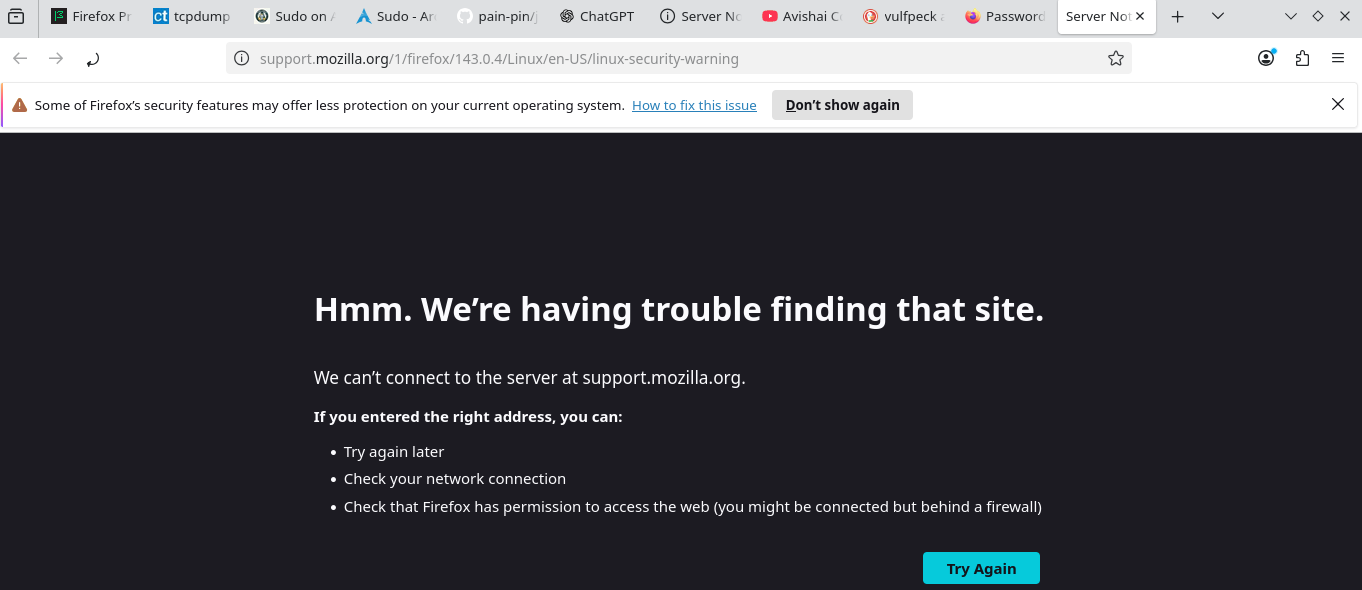 Firefox Pr
tcpdump
Sudo on
Sudo - Ar
pain-pin/j
ChatGPT
Server No
Avishai C
vulfpeck
Password
Server Not
support.mozilla.org/1/firefox/143.0.4/Linux/en-US/linux-security-warning
Some of Firefox's security features may offer less protection on your current operating system. How to fix this issue Don't show again
Hmm. We're having trouble finding that site.
We can't connect to the server at support.mozilla.org.
If you entered the right address, you can:
• Try again later
• Check your network connection
• Check that Firefox has permission to access the web (you might be connected but behind a firewall)
Try Again